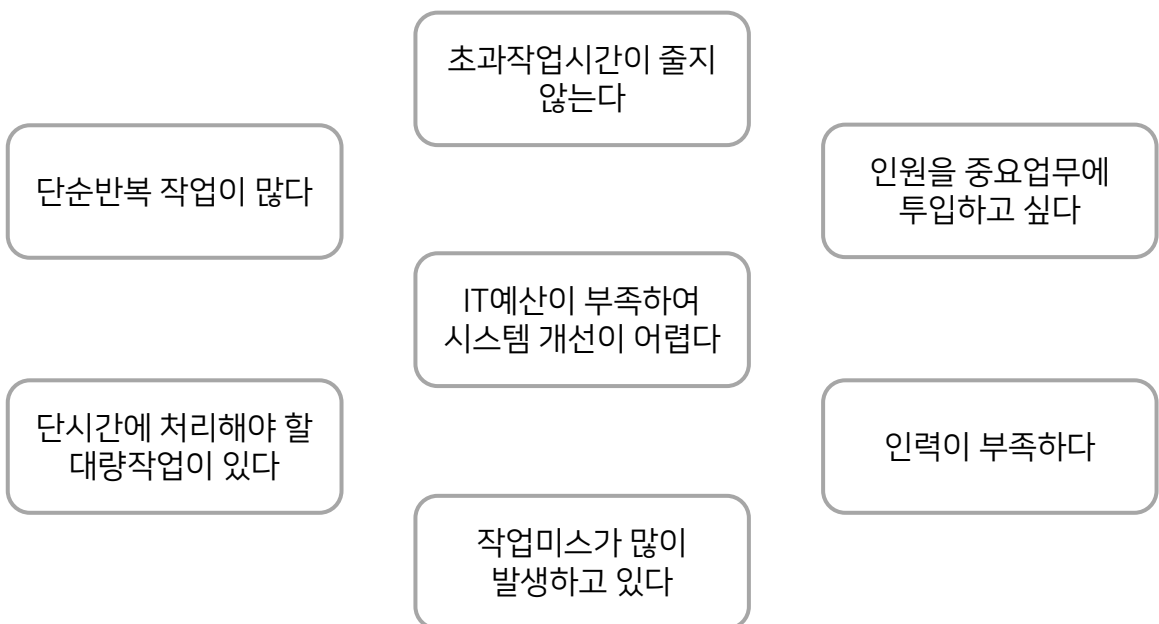 초과작업시간이 줄지
않는다
단순반복 작업이 많다
인원을 중요업무에
투입하고 싶다
IT예산이 부족하여
시스템 개선이 어렵다
단시간에 처리해야 할
대량작업이 있다
인력이 부족하다
작업미스가 많이
발생하고 있다